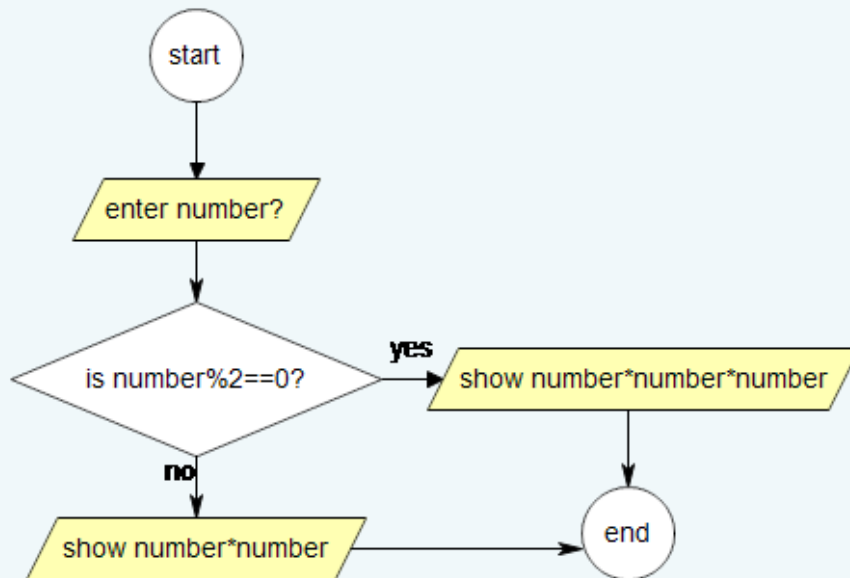 start
enter number?
is number%2==0?
yes
show number*number*number
no
show number*number
end